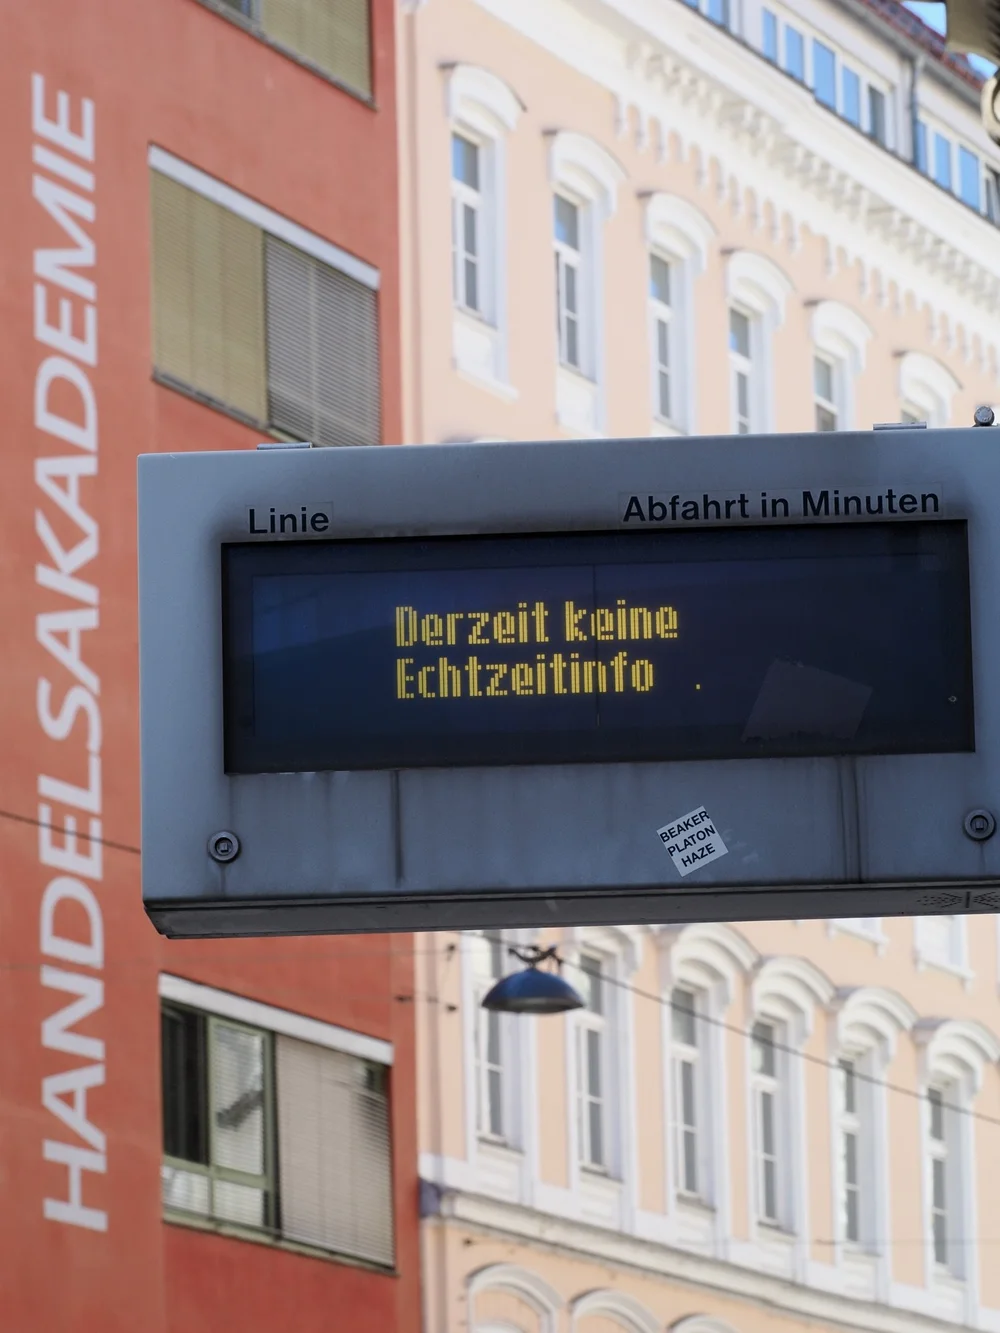 HANDELSAKADEMIE
Linie
Abfahrt in Minuten
Derzeit keine
Echtzeitinfo .
BEAKER
PLATON
HAZE